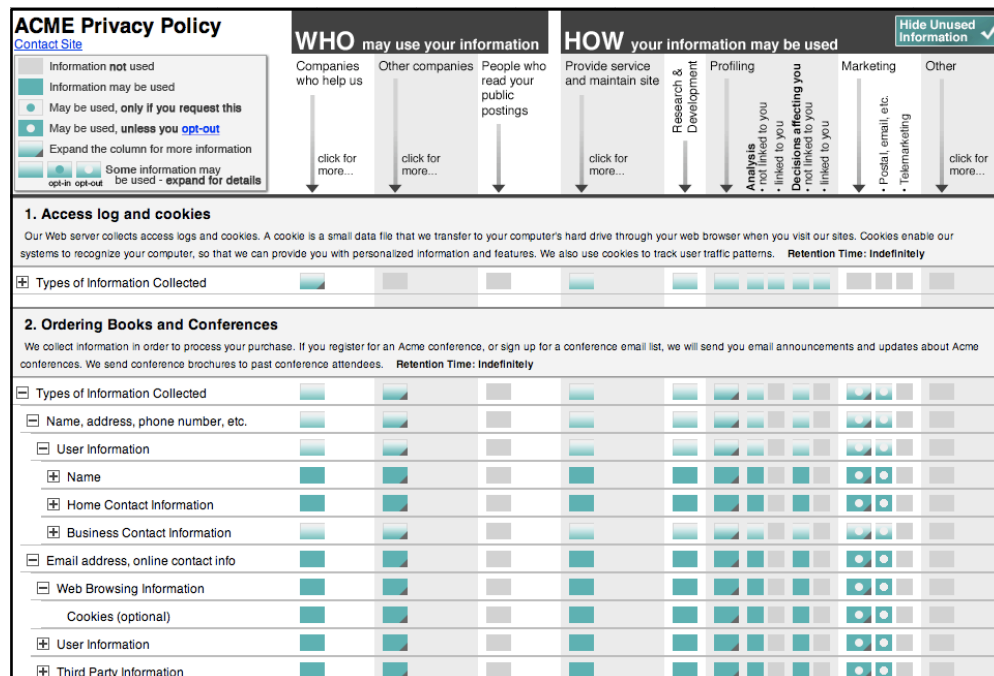 ACME Privacy Policy
Contact Site
Information not used
Information may be used
May be used, only if you request this
May be used, unless you opt-out
Expand the column for more information
opt-in opt-out
Some information may
be used - expand for details
WHO may use your information
HOW your information may be used
Hide Unused
Information
Companies
who help us
click for
more...
Other companies
click for
more...
People who
read your
public
postings
Provide service
and maintain site
click for
more...
Research &
Development
Profiling
Analysis
• not linked to you
• linked to you
Decisions affecting you
• not linked to you
• linked to you
Marketing
• Postal, email, etc.
• Telemarketing
Other
click for
more...
1. Access log and cookies
Our Web server collects access logs and cookies. A cookie is a small data file that we transfer to your computer's hard drive through your web browser when you visit our sites. Cookies enable our
systems to recognize your computer, so that we can provide you with personalized information and features. We also use cookies to track user traffic patterns. Retention Time: Indefinitely
Types of Information Collected
2. Ordering Books and Conferences
We collect information in order to process your purchase. If you register for an Acme conference, or sign up for a conference email list, we will send you email announcements and updates about Acme
conferences. We send conference brochures to past conference attendees. Retention Time: Indefinitely
Types of Information Collected
Name, address, phone number, etc.
User Information
Name
Home Contact Information
Business Contact Information
Email address, online contact info
Web Browsing Information
Cookies (optional)
User Information
Third Party Information